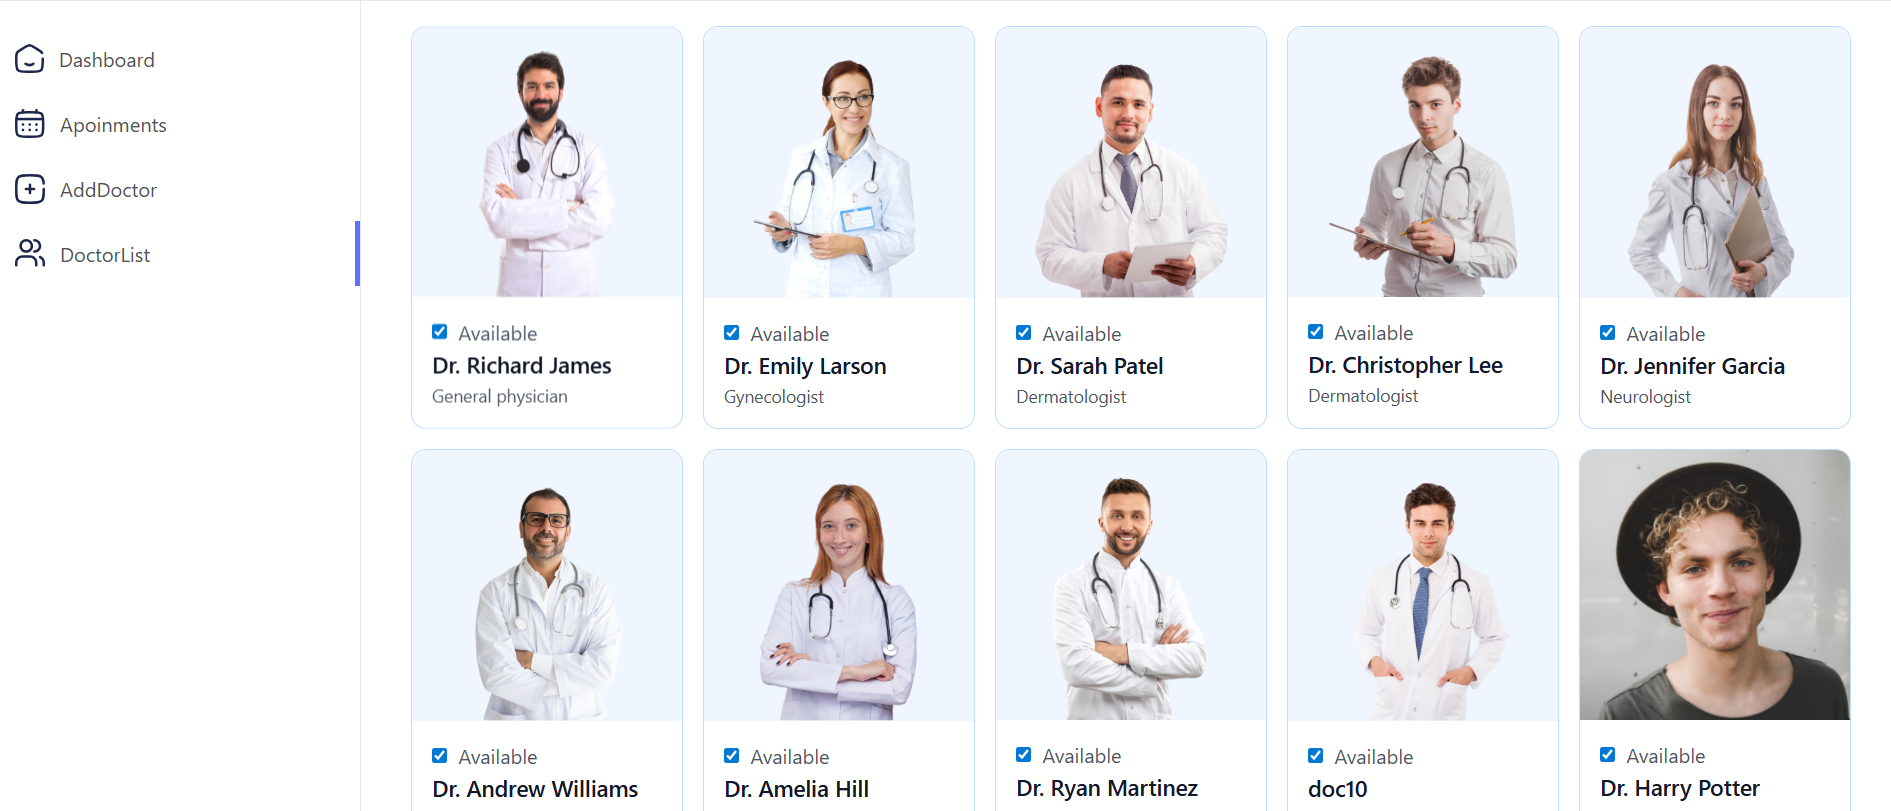 Dashboard
Apoinments
AddDoctor
DoctorList
Available
Dr. Richard James
General physician
Available
Dr. Emily Larson
Gynecologist
Available
Dr. Sarah Patel
Dermatologist
Available
Dr. Christopher Lee
Dermatologist
Available
Dr. Jennifer Garcia
Neurologist
Available
Dr. Andrew Williams
Available
Dr. Amelia Hill
Available
Dr. Ryan Martinez
Available
doc10
Available
Dr. Harry Potter